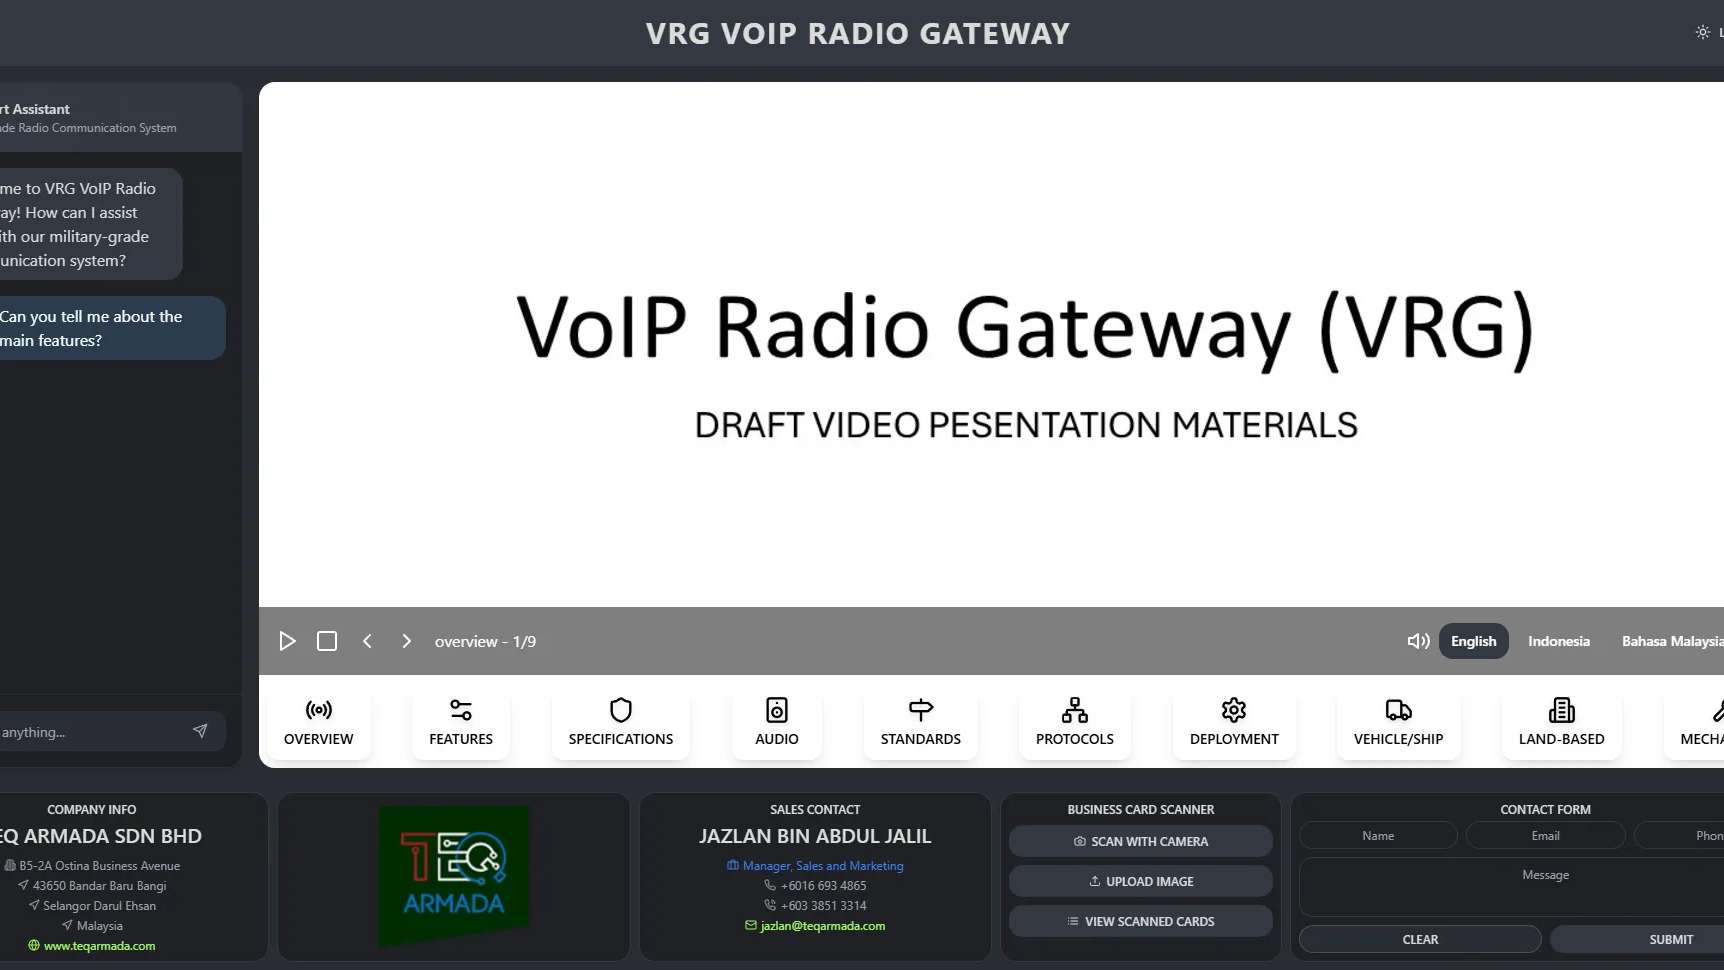 VRG VOIP RADIO GATEWAY
rt Assistant
de Radio Communication System
me to VRG VoIP Radio
ay! How can I assist
ith our military-grade
unication system?
Can you tell me about the
main features?
anything...
VoIP Radio Gateway (VRG)
DRAFT VIDEO PESENTATION MATERIALS
overview - 1/9
English
Indonesia
Bahasa Malaysia
OVERVIEW
FEATURES
SPECIFICATIONS
AUDIO
STANDARDS
PROTOCOLS
DEPLOYMENT
VEHICLE/SHIP
LAND-BASED
MECHA
COMPANY INFO
EQ ARMADA SDN BHD
B5-2A Ostina Business Avenue
43650 Bandar Baru Bangi
Selangor Darul Ehsan
Malaysia
www.teqarmada.com
TEQ
ARMADA
SALES CONTACT
JAZLAN BIN ABDUL JALIL
Manager, Sales and Marketing
+6016 693 4865
+603 3851 3314
jazlan@teqarmada.com
BUSINESS CARD SCANNER
SCAN WITH CAMERA
UPLOAD IMAGE
VIEW SCANNED CARDS
CONTACT FORM
Name
Email
Phon
Message
CLEAR
SUBMIT